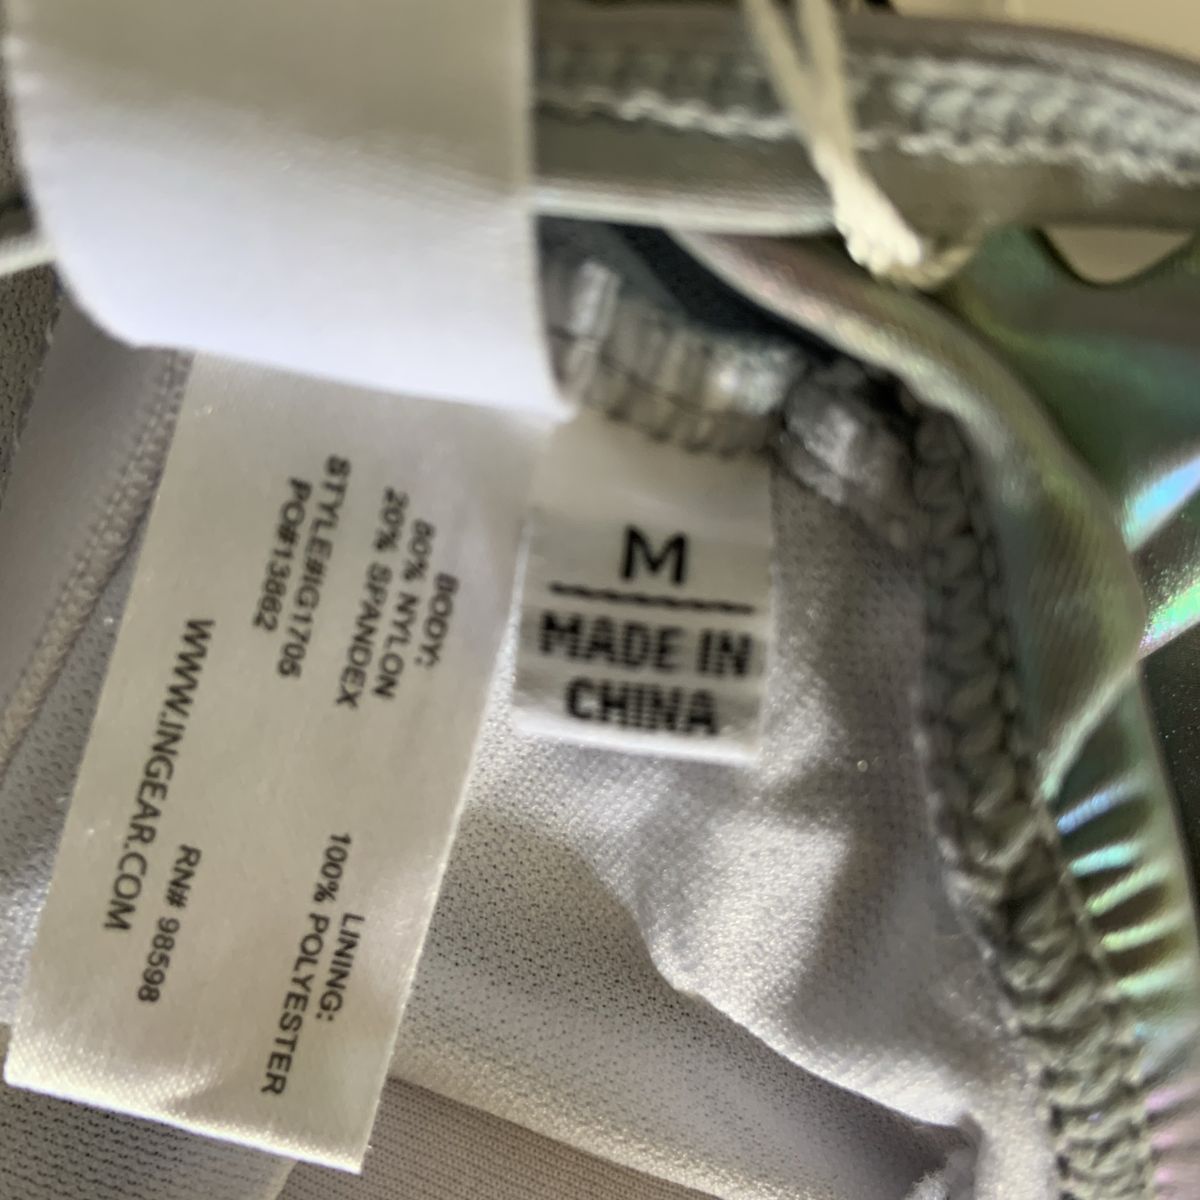 M
MADE IN
CHINA
BODY:
80% NYLON
20% SPANDEX
STYLE#IG1705
PO#13862
LINING:
100% POLYESTER
RN# 98598
WWW.INGEAR.COM